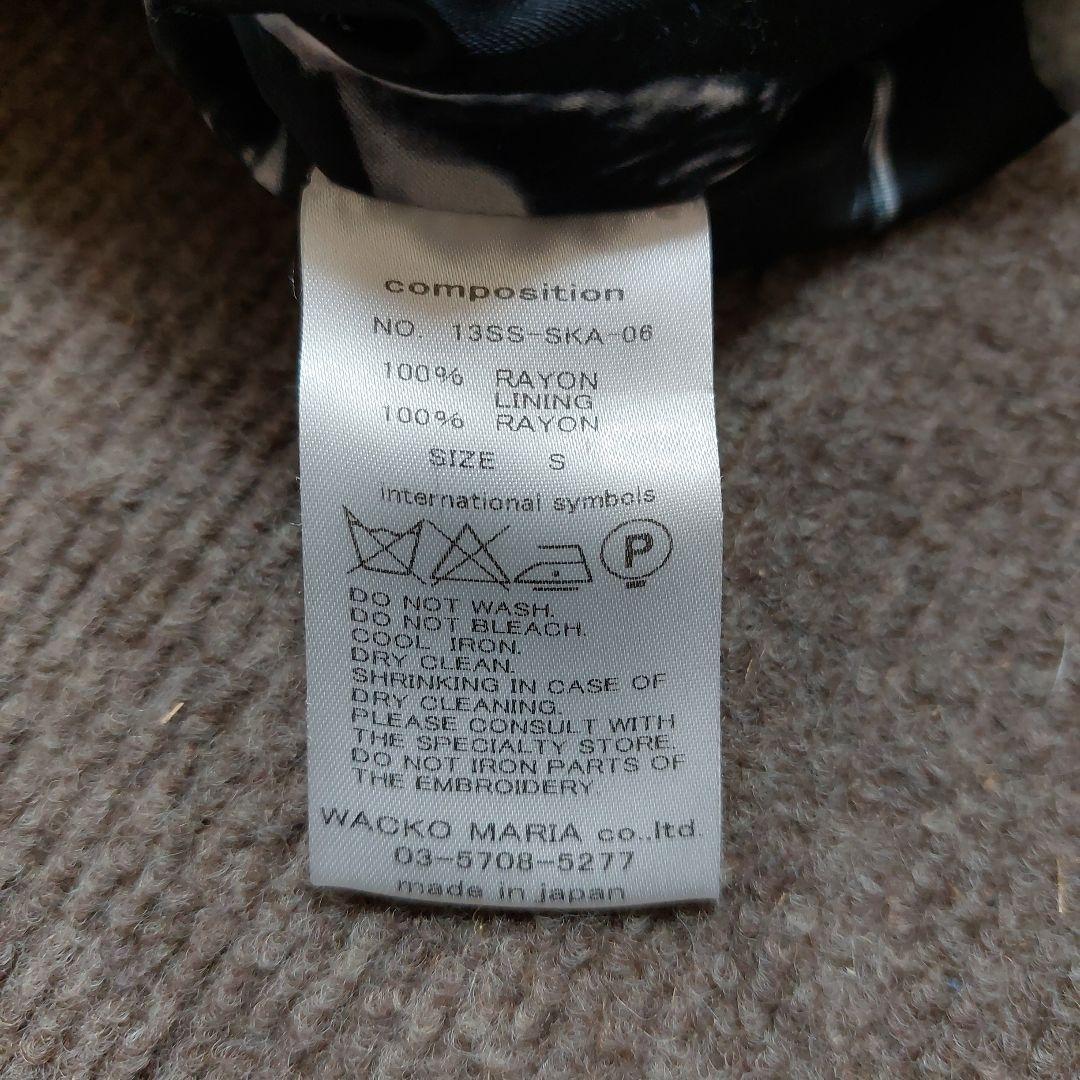 composition
NO. 13SS-SKA-06
100% RAYON
LINING
100% RAYON
SIZE S
international symbols
P
DO NOT WASH.
DO NOT BLEACH.
COOL IRON.
DRY CLEAN.
SHRINKING IN CASE OF
DRY CLEANING.
PLEASE CONSULT WITH
THE SPECIALTY STORE.
DO NOT IRON PARTS OF
THE EMBROIDERY
WACKO MARIA co.,ltd.
03-5708-5277
made in japan